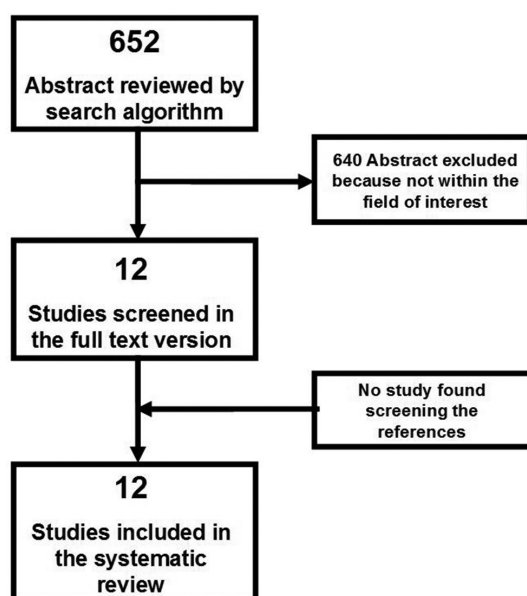 652
Abstract reviewed by
search algorithm
640 Abstract excluded
because not within the
field of interest
12
Studies screened in
the full text version
No study found
screening the
references
12
Studies included in
the systematic
review